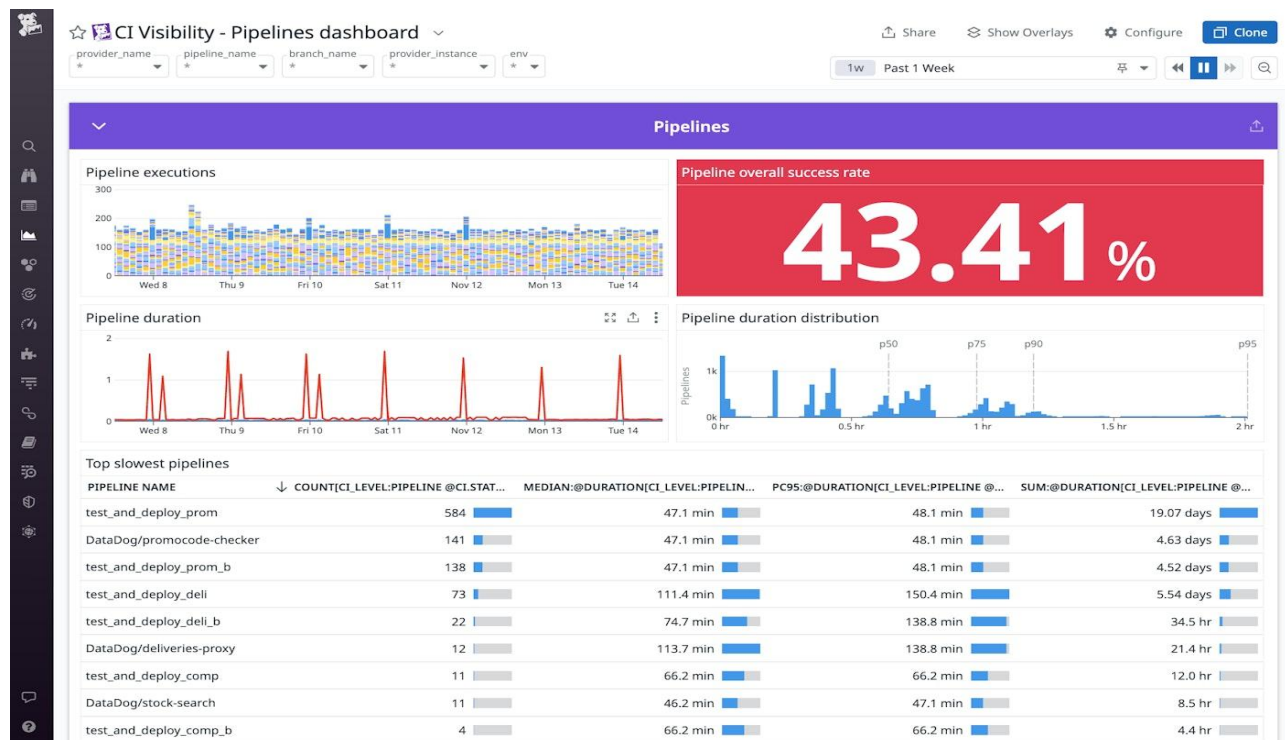 CI Visibility - Pipelines dashboard
Share
Show Overlays
Configure
Clone
provider_name
pipeline_name
branch_name
provider_instance
env
*
*
*
*
*
1w Past 1 Week
Pipelines
Pipeline executions
300
200
100
0
Wed 8 Thu 9 Fri 10 Sat 11 Nov 12 Mon 13 Tue 14
Pipeline overall success rate
43.41%
Pipeline duration
2
1
0
Wed 8 Thu 9 Fri 10 Sat 11 Nov 12 Mon 13 Tue 14
Pipeline duration distribution
p50 p75 p90 p95
Pipelines
1k
0k
0 hr 0.5 hr 1 hr 1.5 hr 2 hr
Top slowest pipelines
PIPELINE NAME COUNT[CI_LEVEL:PIPELINE @CI.STAT... MEDIAN:@DURATION[CI_LEVEL:PIPELIN... PC95:@DURATION[CI_LEVEL:PIPELINE @... SUM:@DURATION[CI_LEVEL:PIPELINE @...
test_and_deploy_prom 584 47.1 min 48.1 min 19.07 days
DataDog/promocode-checker 141 47.1 min 48.1 min 4.63 days
test_and_deploy_prom_b 138 47.1 min 48.1 min 4.52 days
test_and_deploy_deli 73 111.4 min 150.4 min 5.54 days
test_and_deploy_deli_b 22 74.7 min 138.8 min 34.5 hr
DataDog/deliveries-proxy 12 113.7 min 138.8 min 21.4 hr
test_and_deploy_comp 11 66.2 min 66.2 min 12.0 hr
DataDog/stock-search 11 46.2 min 47.1 min 8.5 hr
test_and_deploy_comp_b 4 66.2 min 66.2 min 4.4 hr